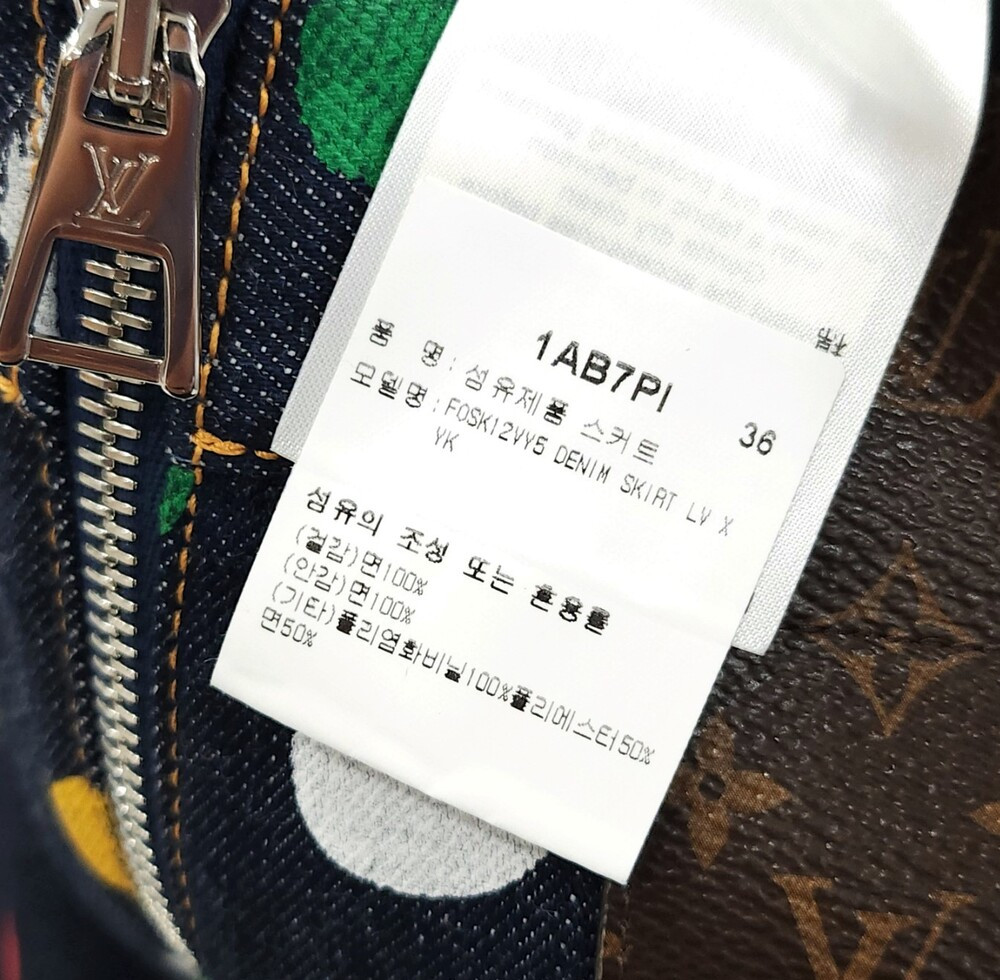 LV
1AB7PI
품 명 : 섬유제품 스커트 36
모델명 : FOSKI2VY5 DENIM SKIRT LV X
YK
섬유의 조성 또는 혼용률
(겉감)면100%
(안감)면100%
(기타)폴리염화비닐100%폴리에스터50%
면50%
LV